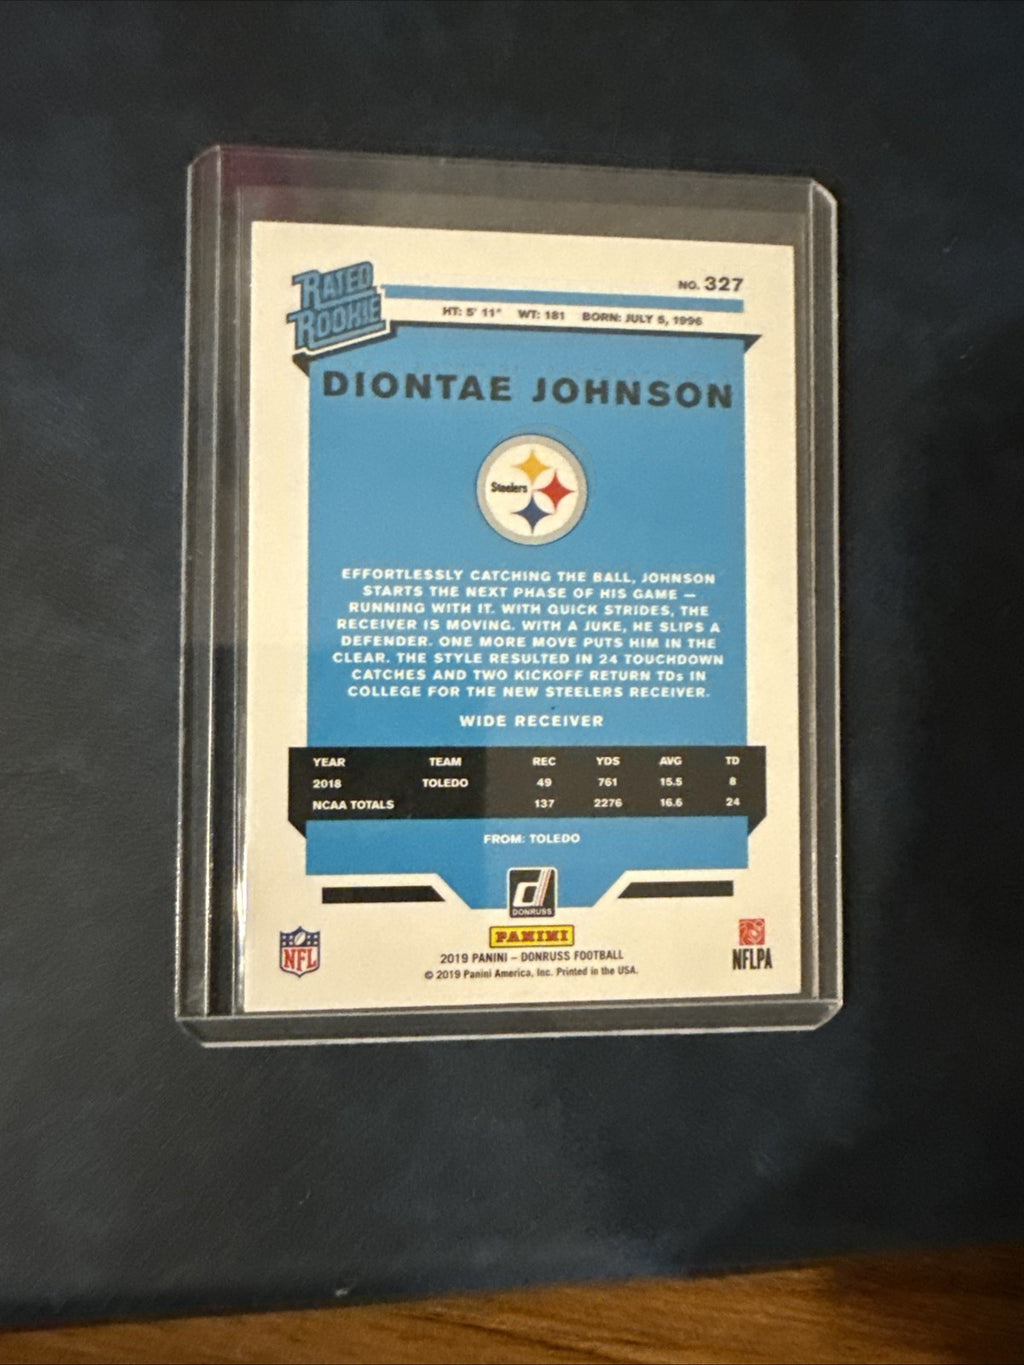 RATED
ROOKIE
NO. 327
HT: 5' 11" WT: 181 BORN: JULY 5, 1996
DIONTAE JOHNSON
Steelers
EFFORTLESSLY CATCHING THE BALL, JOHNSON
STARTS THE NEXT PHASE OF HIS GAME —
RUNNING WITH IT. WITH QUICK STRIDES, THE
RECEIVER IS MOVING. WITH A JUKE, HE SLIPS A
DEFENDER. ONE MORE MOVE PUTS HIM IN THE
CLEAR. THE STYLE RESULTED IN 24 TOUCHDOWN
CATCHES AND TWO KICKOFF RETURN TDs IN
COLLEGE FOR THE NEW STEELERS RECEIVER.
WIDE RECEIVER
YEAR TEAM REC YDS AVG TD
2018 TOLEDO 49 761 15.5 8
NCAA TOTALS 137 2276 16.6 24
FROM: TOLEDO
d
DONRUSS
PANINI
NFL
2019 PANINI – DONRUSS FOOTBALL
© 2019 Panini America, Inc. Printed in the USA.
NFLPA